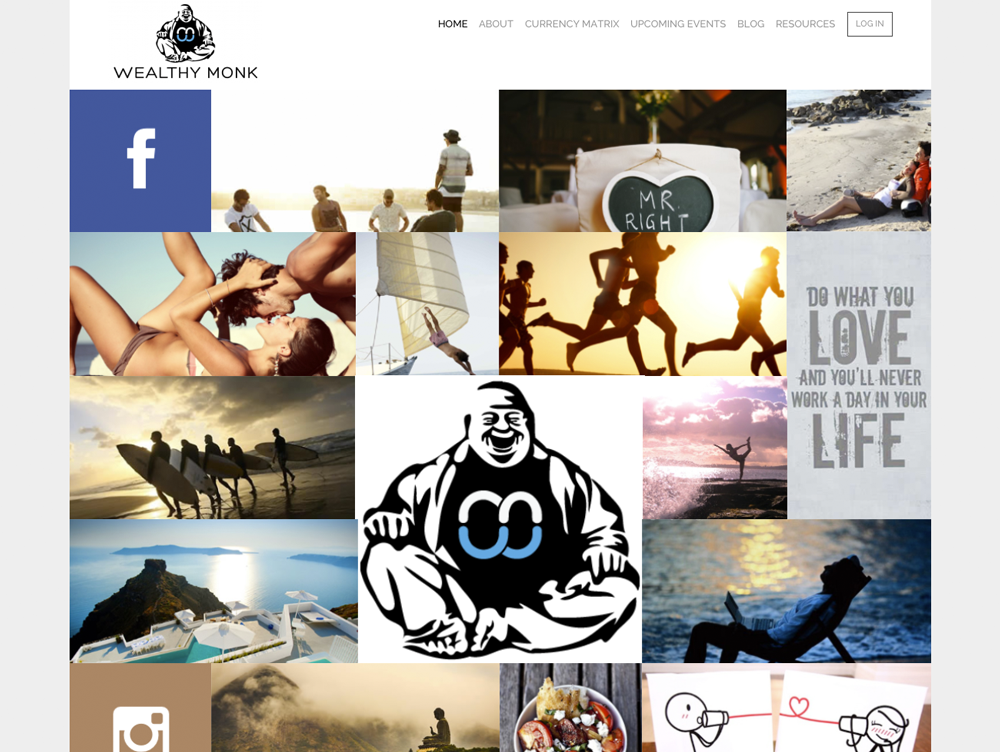 HOME ABOUT CURRENCY MATRIX UPCOMING EVENTS BLOG RESOURCES LOG IN
WEALTHY MONK
f
MR.
RIGHT
DO WHAT YOU
LOVE
AND YOU'LL NEVER
WORK A DAY IN YOUR
LIFE